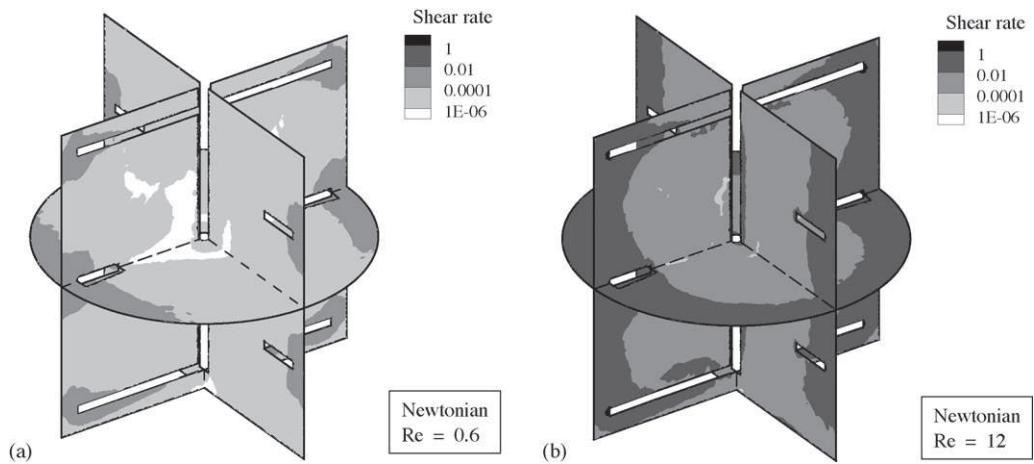 Shear rate
1
0.01
0.0001
1E-06
Newtonian
Re = 0.6
(a)
Shear rate
1
0.01
0.0001
1E-06
Newtonian
Re = 12
(b)